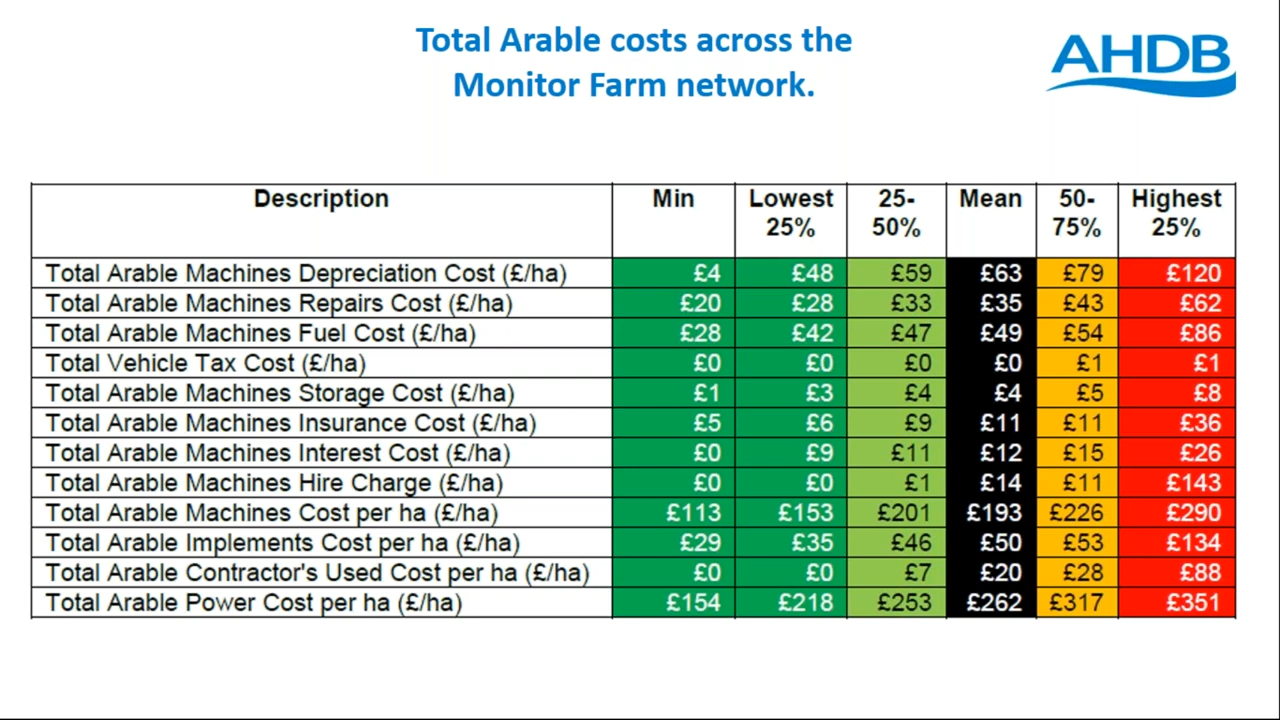 Total Arable costs across the
Monitor Farm network.
AHDB
Description Min Lowest 25% 25-50% Mean 50-75% Highest 25%
Total Arable Machines Depreciation Cost (£/ha) £4 £48 £59 £63 £79 £120
Total Arable Machines Repairs Cost (£/ha) £20 £28 £33 £35 £43 £62
Total Arable Machines Fuel Cost (£/ha) £28 £42 £47 £49 £54 £86
Total Vehicle Tax Cost (£/ha) £0 £0 £0 £0 £1 £1
Total Arable Machines Storage Cost (£/ha) £1 £3 £4 £4 £5 £8
Total Arable Machines Insurance Cost (£/ha) £5 £6 £9 £11 £11 £36
Total Arable Machines Interest Cost (£/ha) £0 £9 £11 £12 £15 £26
Total Arable Machines Hire Charge (£/ha) £0 £0 £1 £14 £11 £143
Total Arable Machines Cost per ha (£/ha) £113 £153 £201 £193 £226 £290
Total Arable Implements Cost per ha (£/ha) £29 £35 £46 £50 £53 £134
Total Arable Contractor's Used Cost per ha (£/ha) £0 £0 £7 £20 £28 £88
Total Arable Power Cost per ha (£/ha) £154 £218 £253 £262 £317 £351